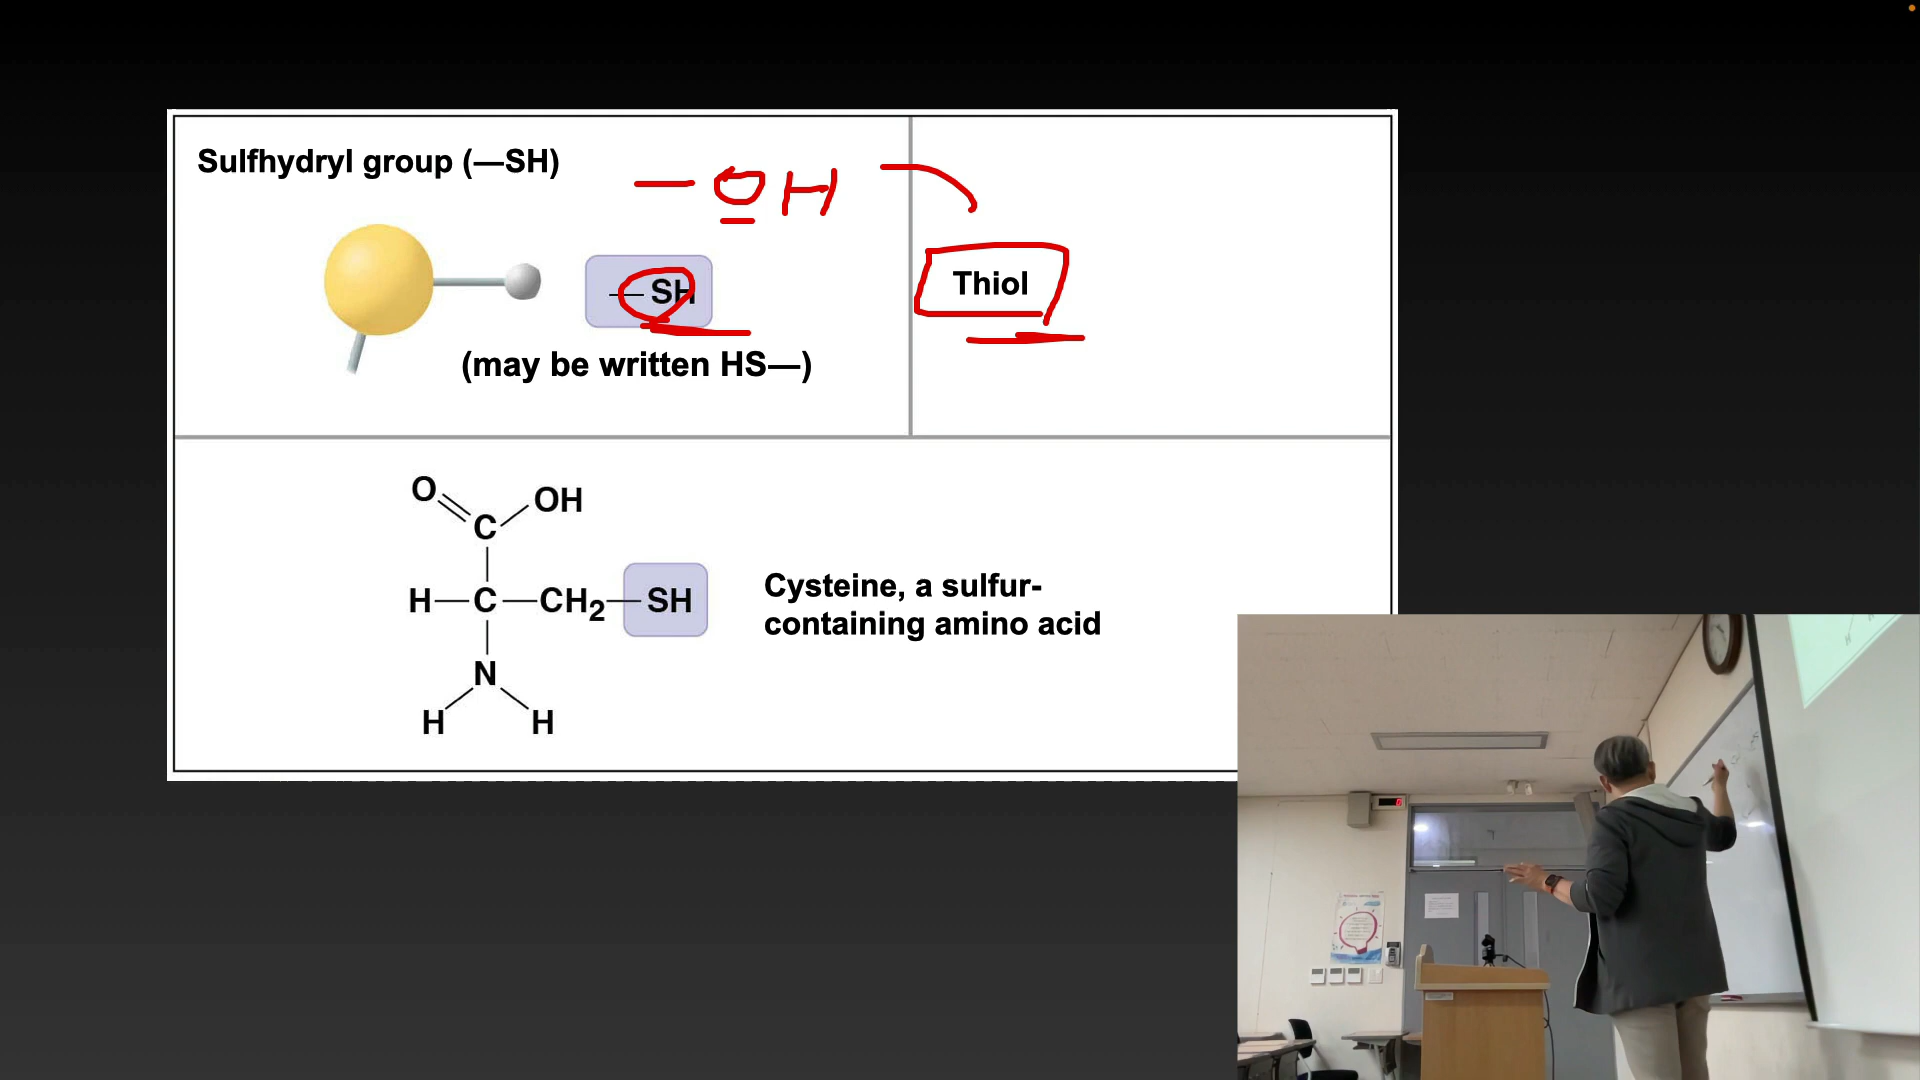 Sulfhydryl group (—SH)
— OH
—SH
Thiol
(may be written HS—)
O
OH
C
H—C—CH₂—SH
Cysteine, a sulfur-
containing amino acid
N
H
H